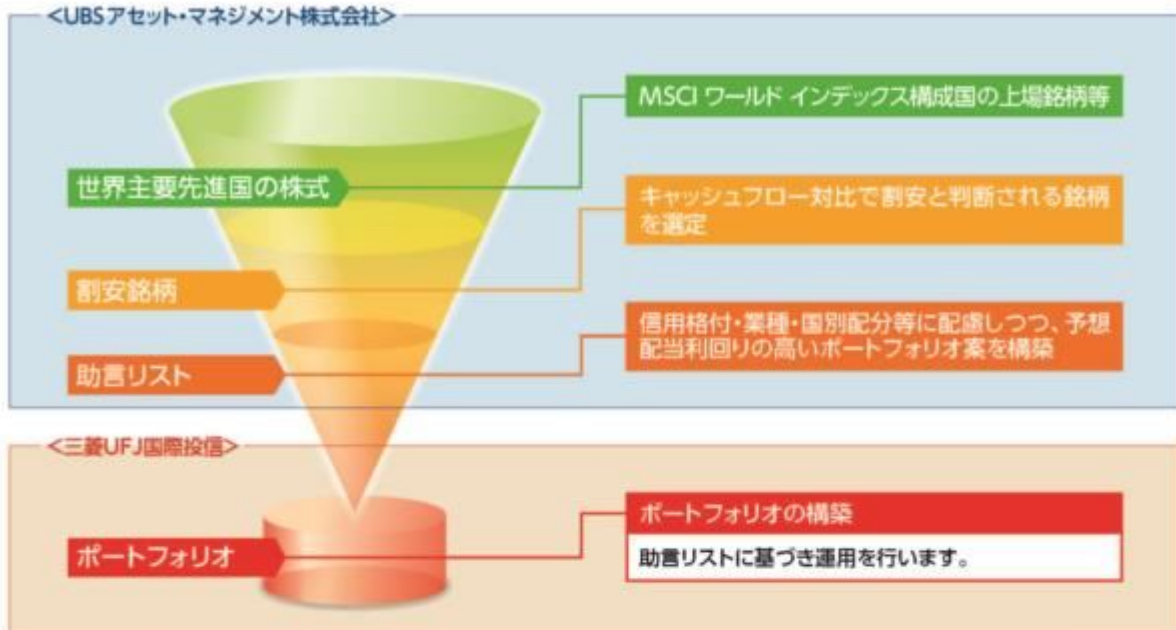 <UBSアセット・マネジメント株式会社>
MSCI ワールド インデックス構成国の上場銘柄等
世界主要先進国の株式
キャッシュフロー対比で割安と判断される銘柄
を選定
割安銘柄
信用格付・業種・国別配分等に配慮しつつ、予想
配当利回りの高いポートフォリオ案を構築
助言リスト
<三菱UFJ国際投信>
ポートフォリオの構築
ポートフォリオ
助言リストに基づき運用を行います。